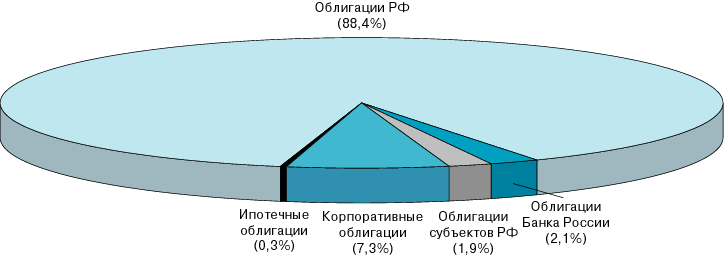 Облигации РФ
(88,4%)
Ипотечные
облигации
(0,3%)
Корпоративные
облигации
(7,3%)
Облигации
субъектов РФ
(1,9%)
Облигации
Банка России
(2,1%)